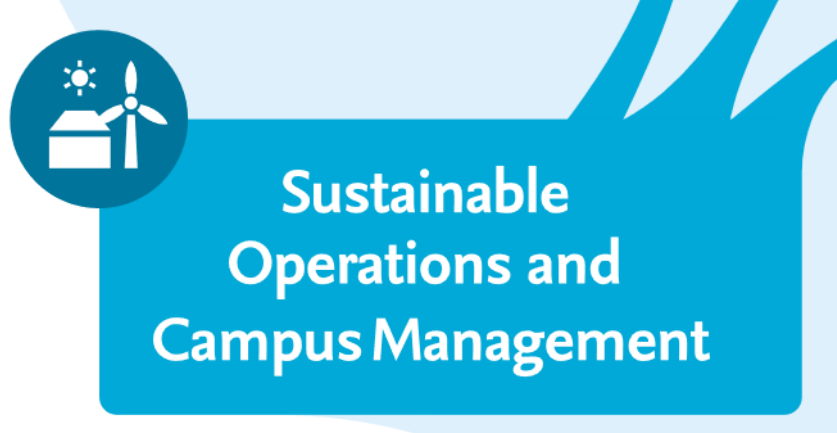 Sustainable
Operations and
Campus Management